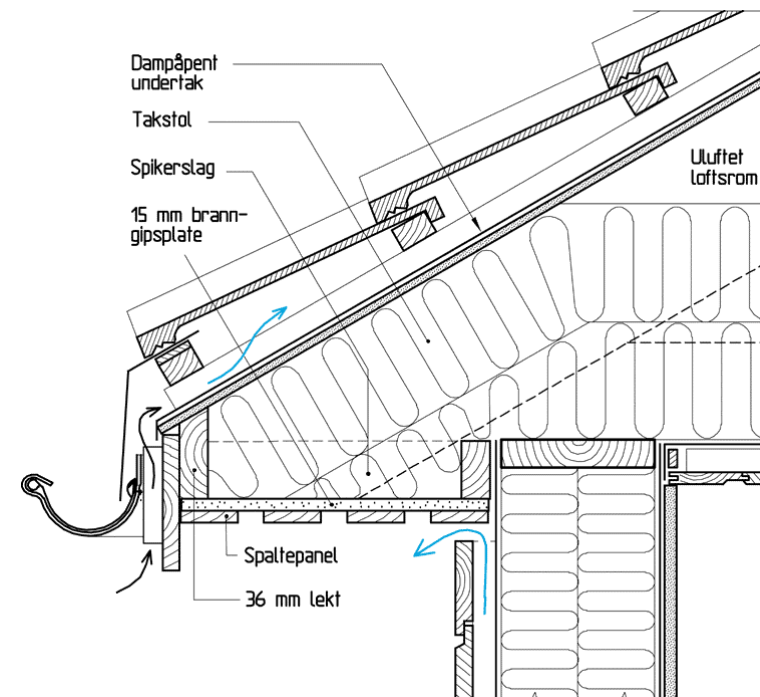 Dampåpent
undertak
Takstol
Spikerslag
15 mm brann-
gipsplate
Uluftet
loftsrom
Spaltepanel
36 mm lekt